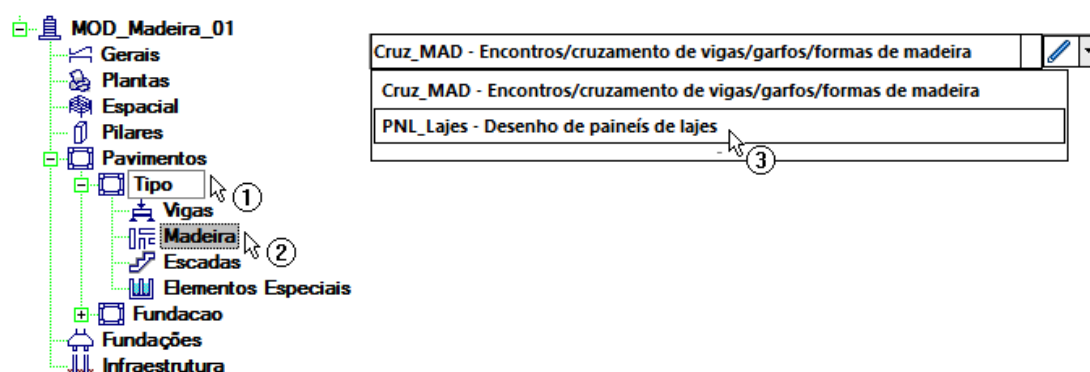 MOD_Madeira_01
Gerais
Plantas
Espacial
Pilares
Pavimentos
Tipo
1
Vigas
Madeira
2
Escadas
Elementos Especiais
Fundacao
Fundações
Infraestrutura
Cruz_MAD - Encontros/cruzamento de vigas/garfos/formas de madeira
Cruz_MAD - Encontros/cruzamento de vigas/garfos/formas de madeira
PNL_Lajes - Desenho de paineís de lajes
3